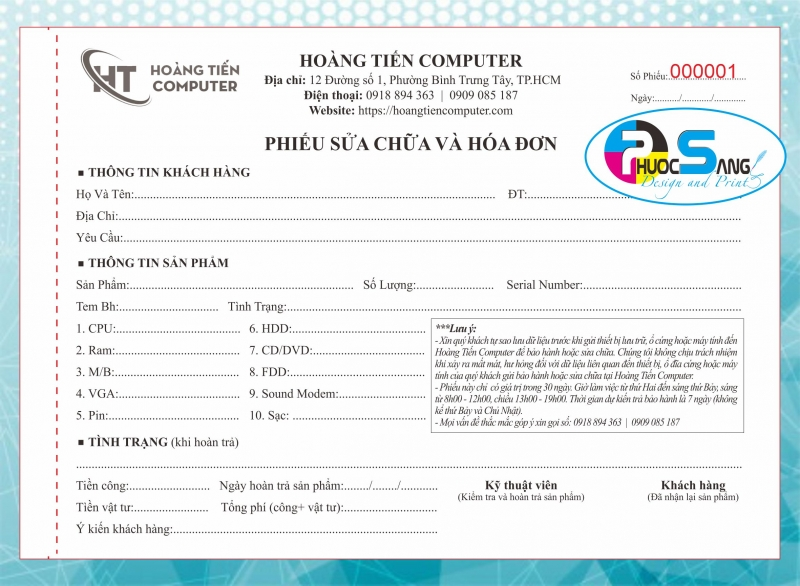 HT
HOÀNG TIẾN
COMPUTER
HOÀNG TIẾN COMPUTER
Địa chỉ: 12 Đường số 1, Phường Bình Trưng Tây, TP.HCM
Điện thoại: 0918 894 363 | 0909 085 187
Website: https://hoangtiencomputer.com
Số Phiếu:..000001...
Ngày:........./.........../............
PHIẾU SỬA CHỮA VÀ HÓA ĐƠN
PHUOC SANG
Design and Print
■ THÔNG TIN KHÁCH HÀNG
Họ Và Tên:.......... ĐT:..........
Địa Chỉ:..........
Yêu Cầu:..........
■ THÔNG TIN SẢN PHẨM
Sản Phẩm:.......... Số Lượng:.......... Serial Number:..........
Tem Bh:.......... Tình Trạng:..........
1. CPU:.......... 6. HDD:..........
2. Ram:.......... 7. CD/DVD:..........
3. M/B:.......... 8. FDD:..........
4. VGA:.......... 9. Sound Modem:..........
5. Pin:.......... 10. Sạc: ..........
***Lưu ý:
- Xin quý khách tự sao lưu dữ liệu trước khi gửi thiết bị lưu trữ, ổ cứng hoặc máy tính đến
Hoàng Tiến Computer để bảo hành hoặc sửa chữa. Chúng tôi không chịu trách nhiệm
khi xảy ra mất mát, hư hỏng đối với dữ liệu liên quan đến thiết bị, ổ đĩa cứng hoặc máy
tính của quý khách gửi bảo hành hoặc sửa chữa tại Hoàng Tiến Computer.
- Phiếu này chỉ có giá trị trong 30 ngày. Giờ làm việc từ thứ Hai đến sáng thứ Bảy, sáng
từ 8h00 - 12h00, chiều 13h00 - 19h00. Thời gian dự kiến trả bảo hành là 7 ngày (không
kể thứ Bảy và Chủ Nhật).
- Mọi vấn đề thắc mắc góp ý xin gọi số: 0918 894 363 | 0909 085 187
■ TÌNH TRẠNG (khi hoàn trả)
..........
Tiền công:.......... Ngày hoàn trả sản phẩm:......../......../............ Kỹ thuật viên Khách hàng
(Kiểm tra và hoàn trả sản phẩm) (Đã nhận lại sản phẩm)
Tiền vật tư:.......... Tổng phí (công+ vật tư):..........
Ý kiến khách hàng:..........